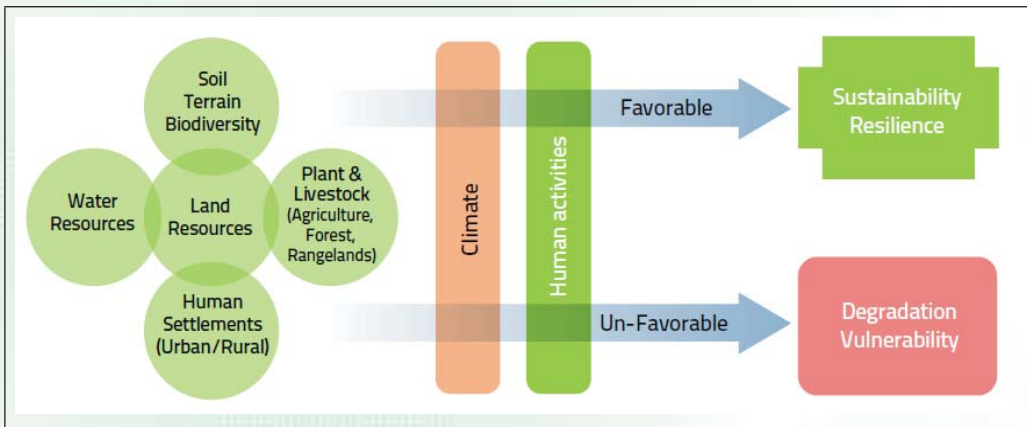 Soil
Terrain
Biodiversity
Water
Resources
Land
Resources
Plant &
Livestock
(Agriculture,
Forest,
Rangelands)
Human
Settlements
(Urban/Rural)
Climate
Human activities
Favorable
Un-Favorable
Sustainability
Resilience
Degradation
Vulnerability